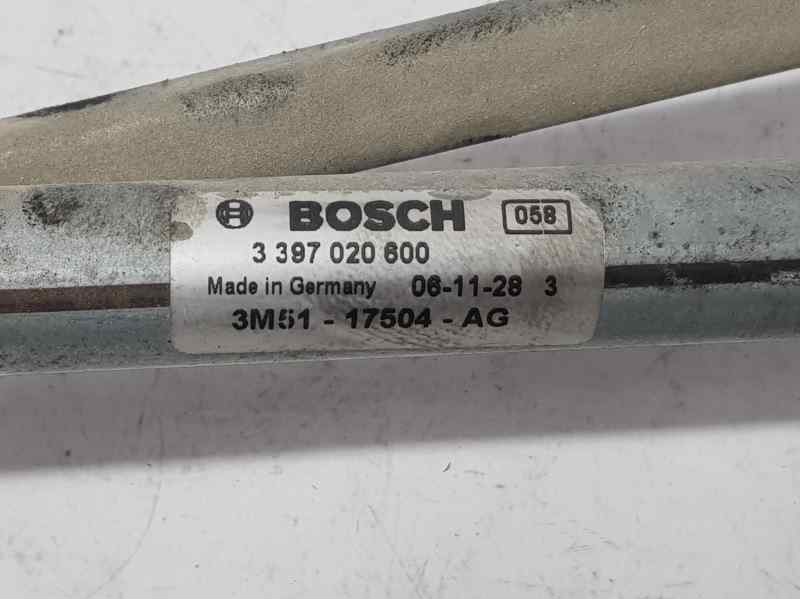 BOSCH 058
3 397 020 600
Made in Germany 06-11-28 3
3M51 - 17504 - AG